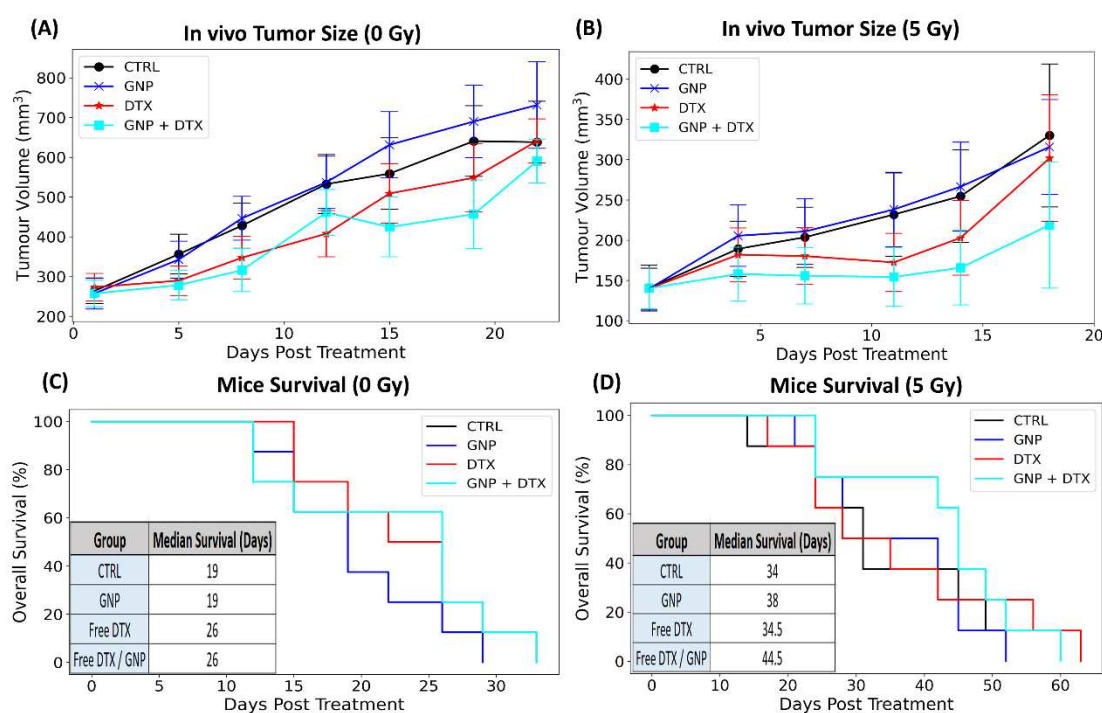 (A)
In vivo Tumor Size (0 Gy)
CTRL
GNP
DTX
GNP + DTX
Tumour Volume (mm³)
800
700
600
500
400
300
200
0
5
10
15
20
Days Post Treatment
(B)
In vivo Tumor Size (5 Gy)
CTRL
GNP
DTX
GNP + DTX
Tumour Volume (mm³)
400
350
300
250
200
150
100
5
10
15
20
Days Post Treatment
(C)
Mice Survival (0 Gy)
CTRL
GNP
DTX
GNP + DTX
Overall Survival (%)
100
80
60
40
20
0
Group Median Survival (Days)
CTRL 19
GNP 19
Free DTX 26
Free DTX / GNP 26
0 5 10 15 20 25 30
Days Post Treatment
(D)
Mice Survival (5 Gy)
CTRL
GNP
DTX
GNP + DTX
Overall Survival (%)
100
80
60
40
20
0
Group Median Survival (Days)
CTRL 34
GNP 38
Free DTX 34.5
Free DTX / GNP 44.5
0 10 20 30 40 50 60
Days Post Treatment